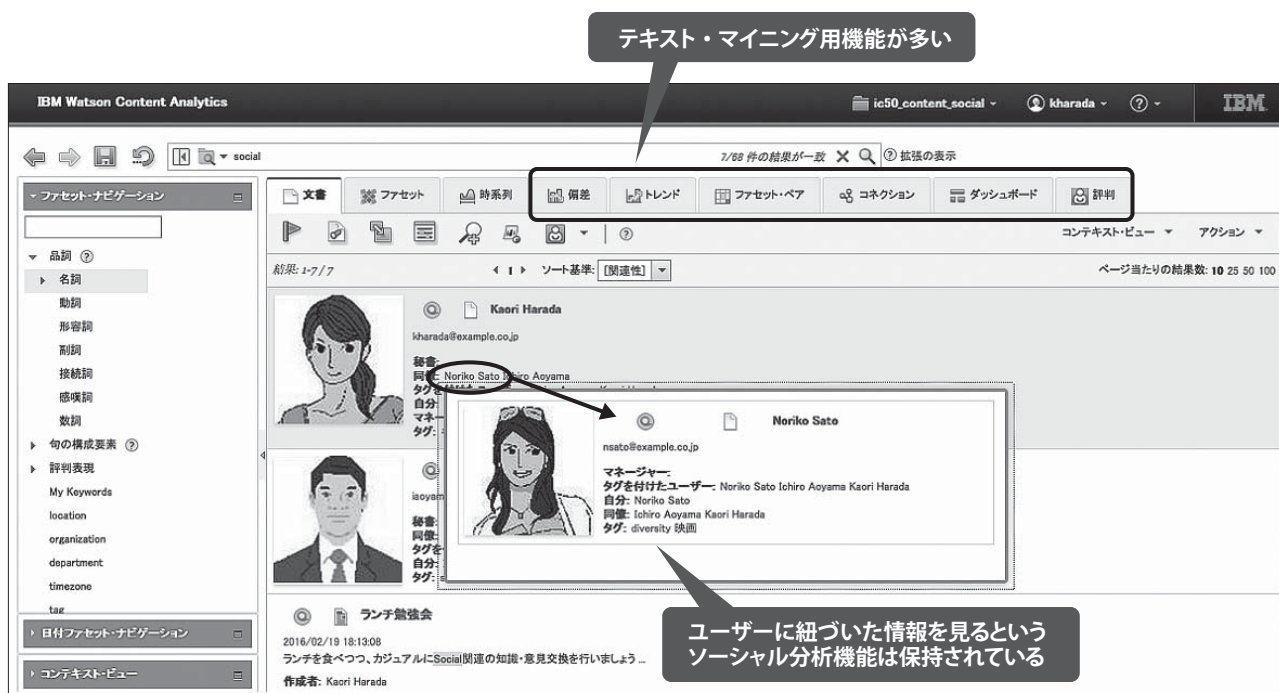 テキスト・マイニング用機能が多い
IBM Watson Content Analytics
ic50_content_social
kharada
IBM
social
7/68 件の結果が一致
拡張の表示
ファセット・ナビゲーション
文書
ファセット
時系列
偏差
トレンド
ファセット・ペア
コネクション
ダッシュボード
評判
コンテキスト・ビュー
アクション
品詞
名詞
動詞
形容詞
副詞
接続詞
感嘆詞
数詞
句の構成要素
評判表現
My Keywords
location
organization
department
timezone
tag
日付ファセット・ナビゲーション
コンテキスト・ビュー
結果: 1-7 / 7
1
ソート基準: [関連性]
ページ当たりの結果数: 10 25 50 100
Kaori Harada
kharada@example.co.jp
秘書:
Noriko Sato Ichiro Aoyama
自分
マネー
タグ:
Noriko Sato
nsato@example.co.jp
マネージャー:
タグを付けたユーザー: Noriko Sato Ichiro Aoyama Kaori Harada
自分: Noriko Sato
同僚: Ichiro Aoyama Kaori Harada
タグ: diversity 映画
iaoyam
秘書:
同僚:
タグを
自分:
タグ: s
ランチ勉強会
2016/02/19 18:13:08
ランチを食べつつ、カジュアルにSocial関連の知識・意見交換を行いましょう ...
作成者: Kaori Harada
ユーザーに紐づいた情報を見るという
ソーシャル分析機能は保持されている